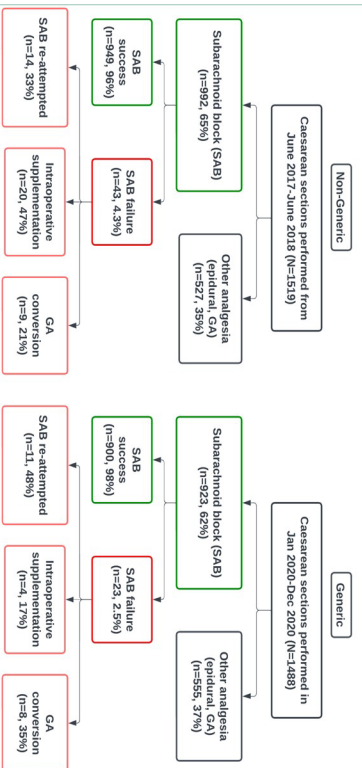 Non-Generic
Caesarean sections performed from
June 2017-June 2018 (N=1519)
Subarachnoid block (SAB)
(n=992, 65%)
Other analgesia
(epidural, GA)
(n=527, 35%)
SAB
success
(n=949, 96%)
SAB failure
(n=43, 4.3%)
SAB re-attempted
(n=14, 33%)
Intraoperative
supplementation
(n=20, 47%)
GA
conversion
(n=9, 21%)
Generic
Caesarean sections performed in
Jan 2020-Dec 2020 (N=1488)
Subarachnoid block (SAB)
(n=923, 62%)
Other analgesia
(epidural, GA)
(n=555, 37%)
SAB
success
(n=900, 98%)
SAB failure
(n=23, 2.5%)
SAB re-attempted
(n=11, 48%)
Intraoperative
supplementation
(n=4, 17%)
GA
conversion
(n=8, 35%)